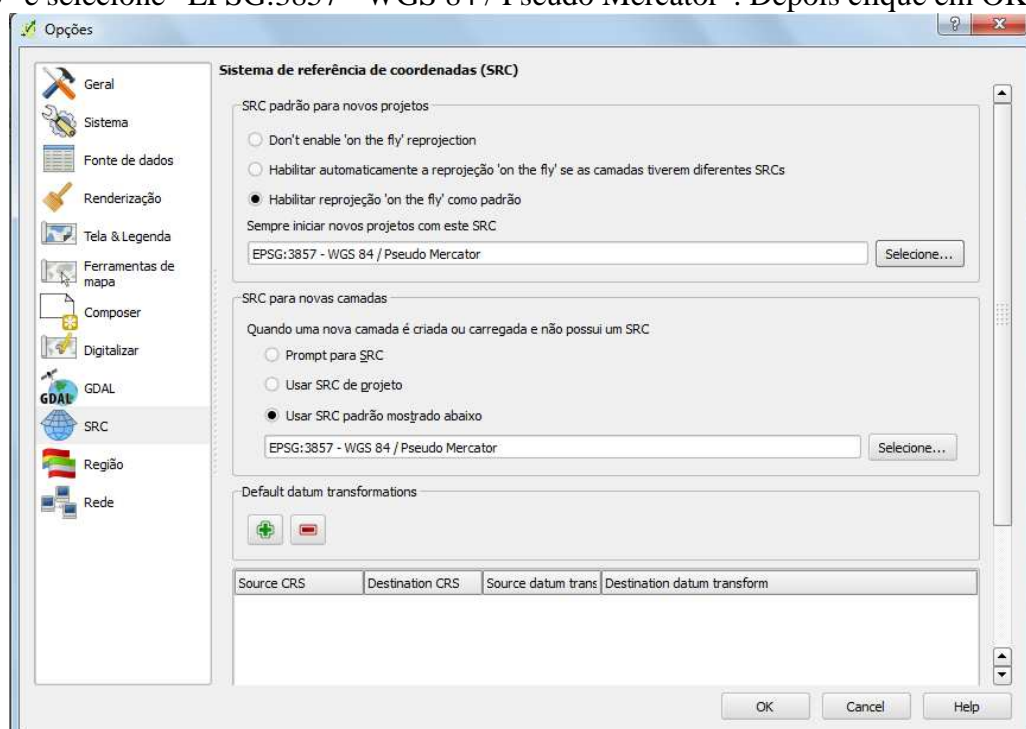 e selecione “EPSG:3857 – WGS 84 / Pseudo Mercator”. Depois clique em OK
Opções
Geral
Sistema
Fonte de dados
Renderização
Tela & Legenda
Ferramentas de
mapa
Composer
Digitalizar
GDAL
GDAL
SRC
Região
Rede
Sistema de referência de coordenadas (SRC)
SRC padrão para novos projetos
Don't enable 'on the fly' reprojection
Habilitar automaticamente a reprojeção 'on the fly' se as camadas tiverem diferentes SRCs
Habilitar reprojeção 'on the fly' como padrão
Sempre iniciar novos projetos com este SRC
EPSG:3857 - WGS 84 / Pseudo Mercator
Selecione...
SRC para novas camadas
Quando uma nova camada é criada ou carregada e não possui um SRC
Prompt para SRC
Usar SRC de projeto
Usar SRC padrão mostrado abaixo
EPSG:3857 - WGS 84 / Pseudo Mercator
Selecione...
Default datum transformations
Source CRS Destination CRS Source datum trans Destination datum transform
OK Cancel Help